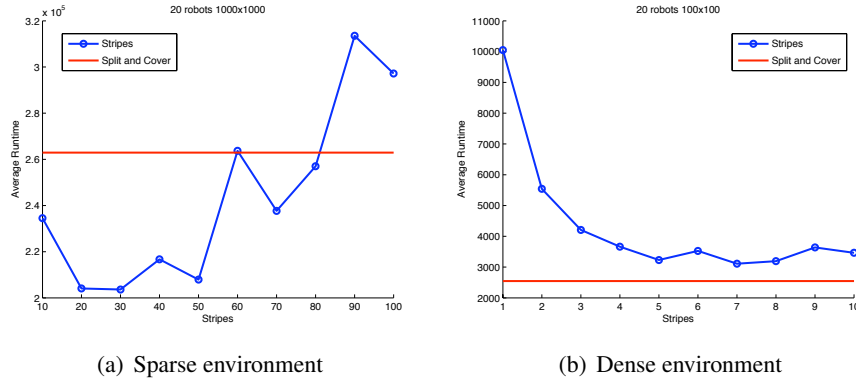 20 robots 1000x1000
x 10^5
3.2
3
2.8
2.6
2.4
2.2
2
Average Runtime
Stripes
Split and Cover
10 20 30 40 50 60 70 80 90 100
Stripes
(a) Sparse environment
20 robots 100x100
11000
10000
9000
8000
7000
6000
5000
4000
3000
2000
Average Runtime
Stripes
Split and Cover
1 2 3 4 5 6 7 8 9 10
Stripes
(b) Dense environment